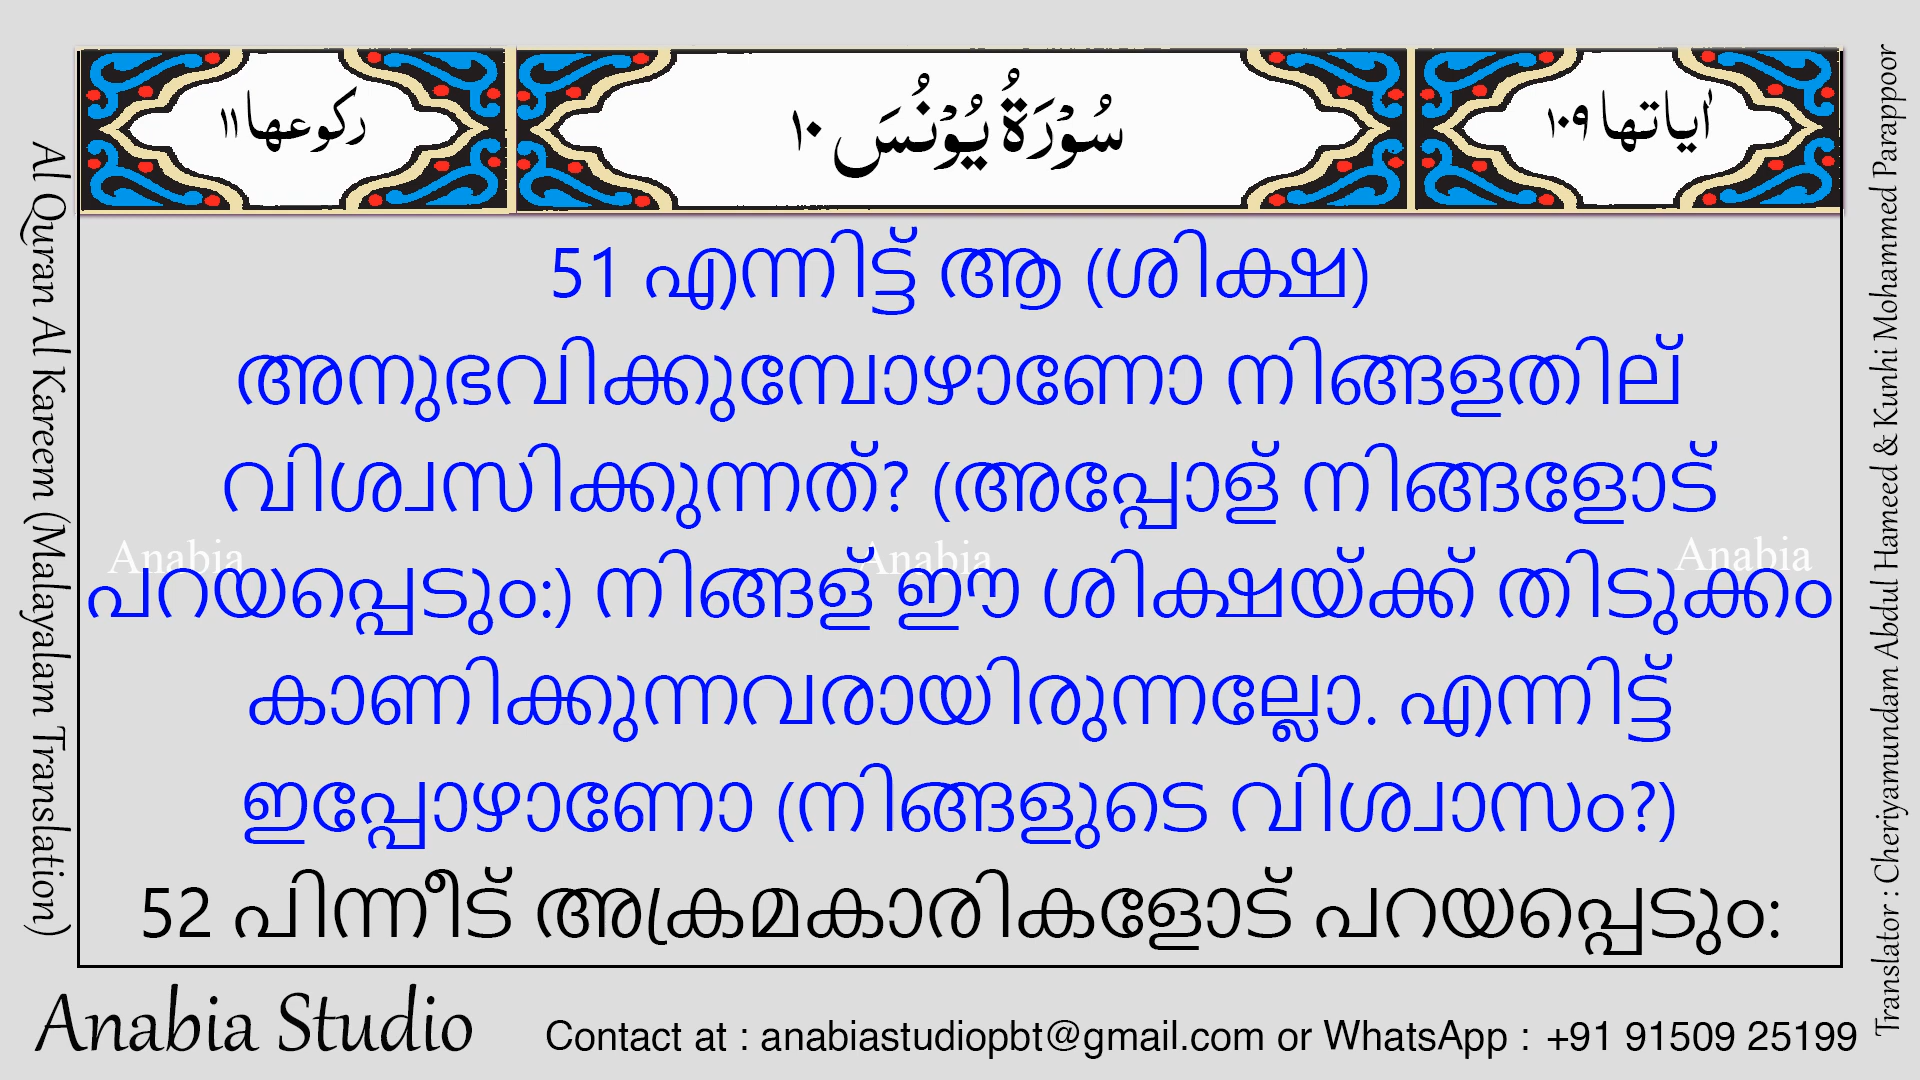 اٰياتها ١٠٩
سُوْرَةُ يُوْنُسَ ١٠
ركوعها ١١
51 എന്നിട്ട് ആ (ശിക്ഷ)
അനുഭവിക്കുമ്പോഴാണോ നിങ്ങളതില്
വിശ്വസിക്കുന്നത്? (അപ്പോള് നിങ്ങളോട്
പറയപ്പെടും:) നിങ്ങള് ഈ ശിക്ഷയ്ക്ക് തിടുക്കം
കാണിക്കുന്നവരായിരുന്നല്ലോ. എന്നിട്ട്
ഇപ്പോഴാണോ (നിങ്ങളുടെ വിശ്വാസം?)
52 പിന്നീട് അക്രമകാരികളോട് പറയപ്പെടും:
Anabia Anabia Anabia
Al Quran Al Kareem (Malayalam Translation)
Translator : Cheriyamundam Abdul Hameed & Kunhi Mohammed Parappoor
Anabia Studio
Contact at : anabiastudiopbt@gmail.com or WhatsApp : +91 91509 25199